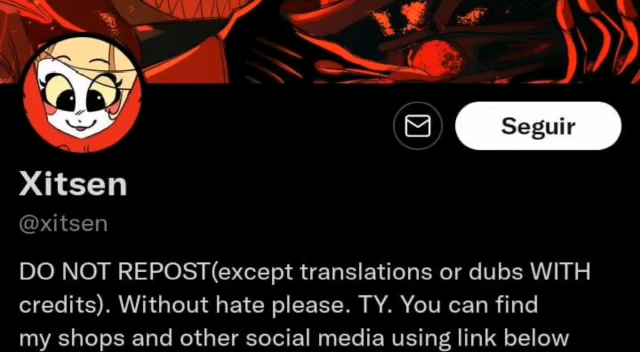 Seguir
Xitsen
@xitsen
DO NOT REPOST(except translations or dubs WITH
credits). Without hate please. TY. You can find
my shops and other social media using link below